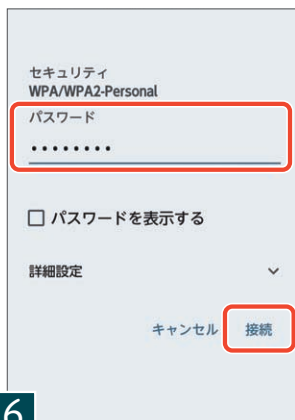 セキュリティ
WPA/WPA2-Personal
パスワード
••••••••
パスワードを表示する
詳細設定
キャンセル 接続
6